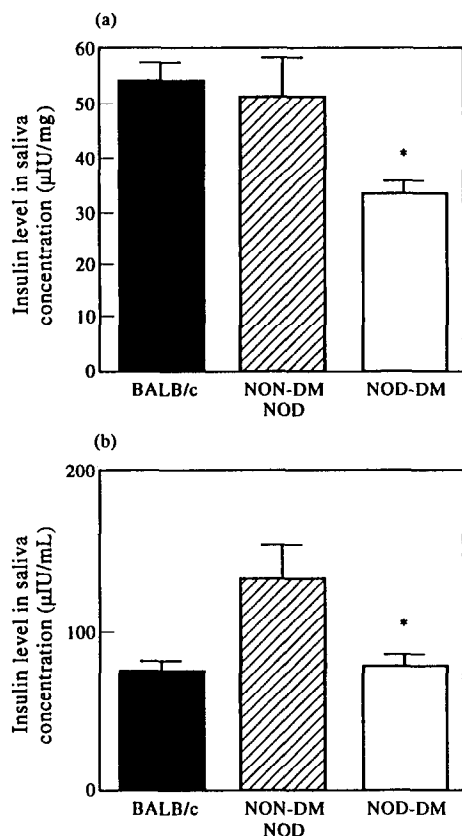 (a)
Insulin level in saliva
concentration (μIU/mg)
60
50
40
30
30
10
0
*
BALB/c
NON-DM
NOD
NOD-DM
(b)
Insulin level in saliva
concentration (μIU/mL)
200
100
0
*
BALB/c
NON-DM
NOD
NOD-DM